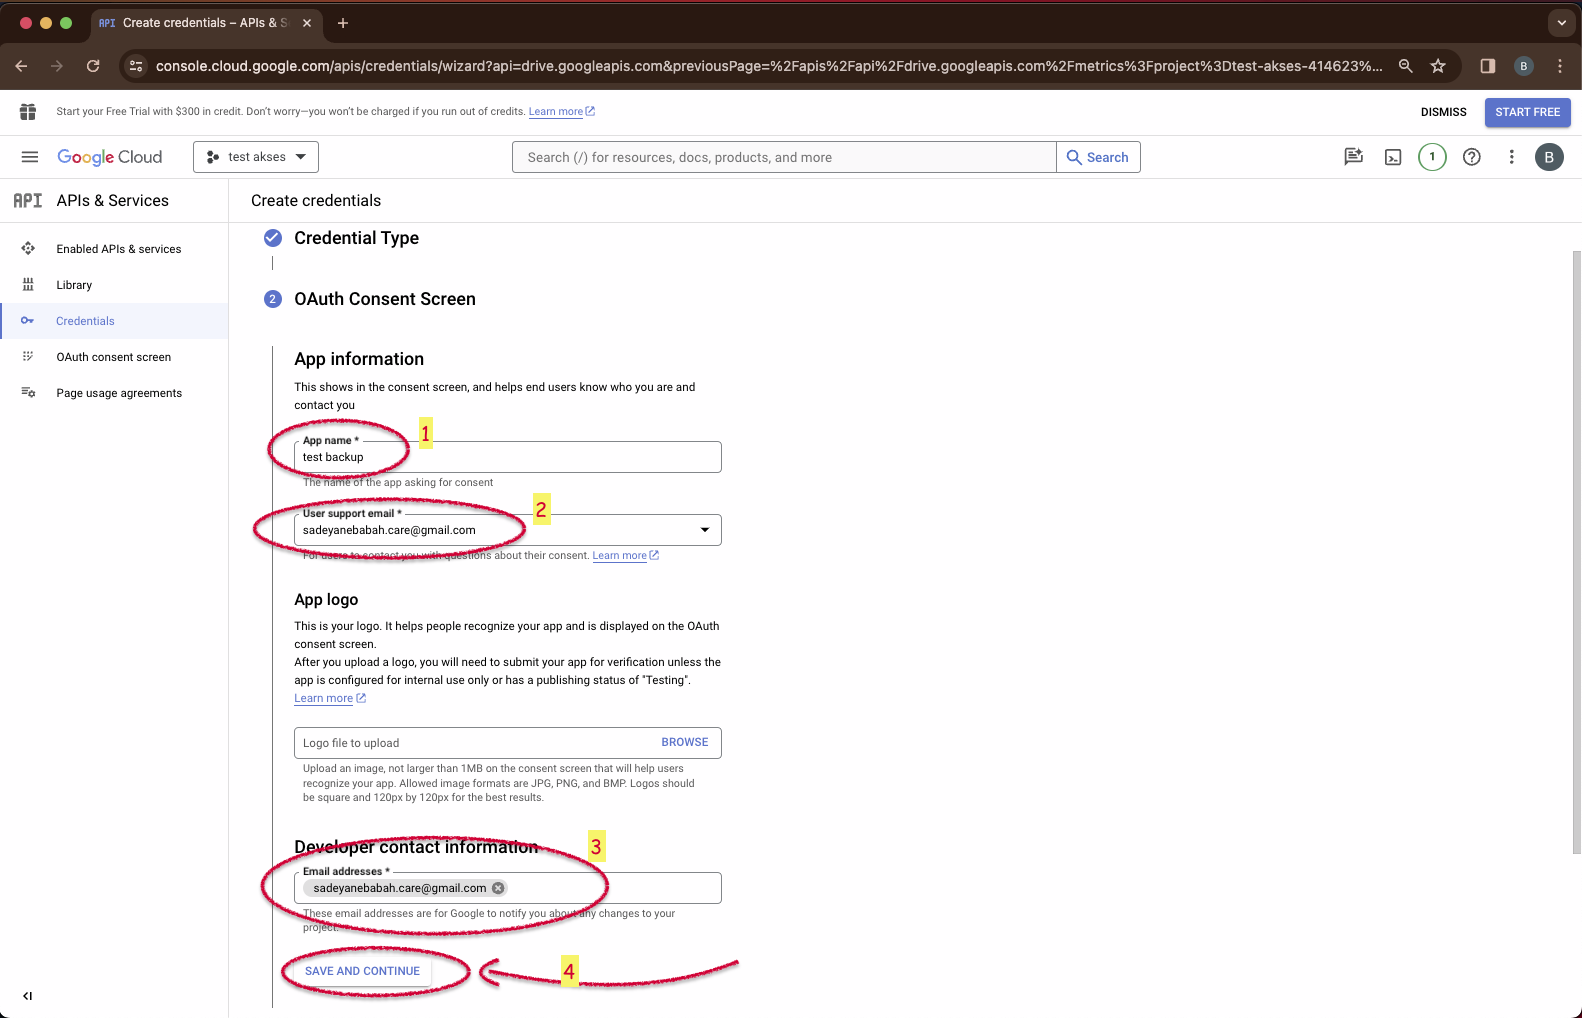 API Create credentials – APIs & S
console.cloud.google.com/apis/credentials/wizard?api=drive.googleapis.com&previousPage=%2Fapis%2Fapi%2Fdrive.googleapis.com%2Fmetrics%3Fproject%3Dtest-akses-414623%... B
Start your Free Trial with $300 in credit. Don't worry—you won't be charged if you run out of credits. Learn more DISMISS START FREE
Google Cloud test akses Search (/) for resources, docs, products, and more Search 1 B
API APIs & Services Create credentials
Enabled APIs & services
Library
Credentials
OAuth consent screen
Page usage agreements
Credential Type
2 OAuth Consent Screen
App information
This shows in the consent screen, and helps end users know who you are and
contact you
1
App name *
test backup
The name of the app asking for consent
2
User support email *
sadeyanebabah.care@gmail.com
For users to contact you with questions about their consent. Learn more
App logo
This is your logo. It helps people recognize your app and is displayed on the OAuth
consent screen.
After you upload a logo, you will need to submit your app for verification unless the
app is configured for internal use only or has a publishing status of "Testing".
Learn more
Logo file to upload BROWSE
Upload an image, not larger than 1MB on the consent screen that will help users
recognize your app. Allowed image formats are JPG, PNG, and BMP. Logos should
be square and 120px by 120px for the best results.
Developer contact information 3
Email addresses *
sadeyanebabah.care@gmail.com
These email addresses are for Google to notify you about any changes to your
project.
SAVE AND CONTINUE 4